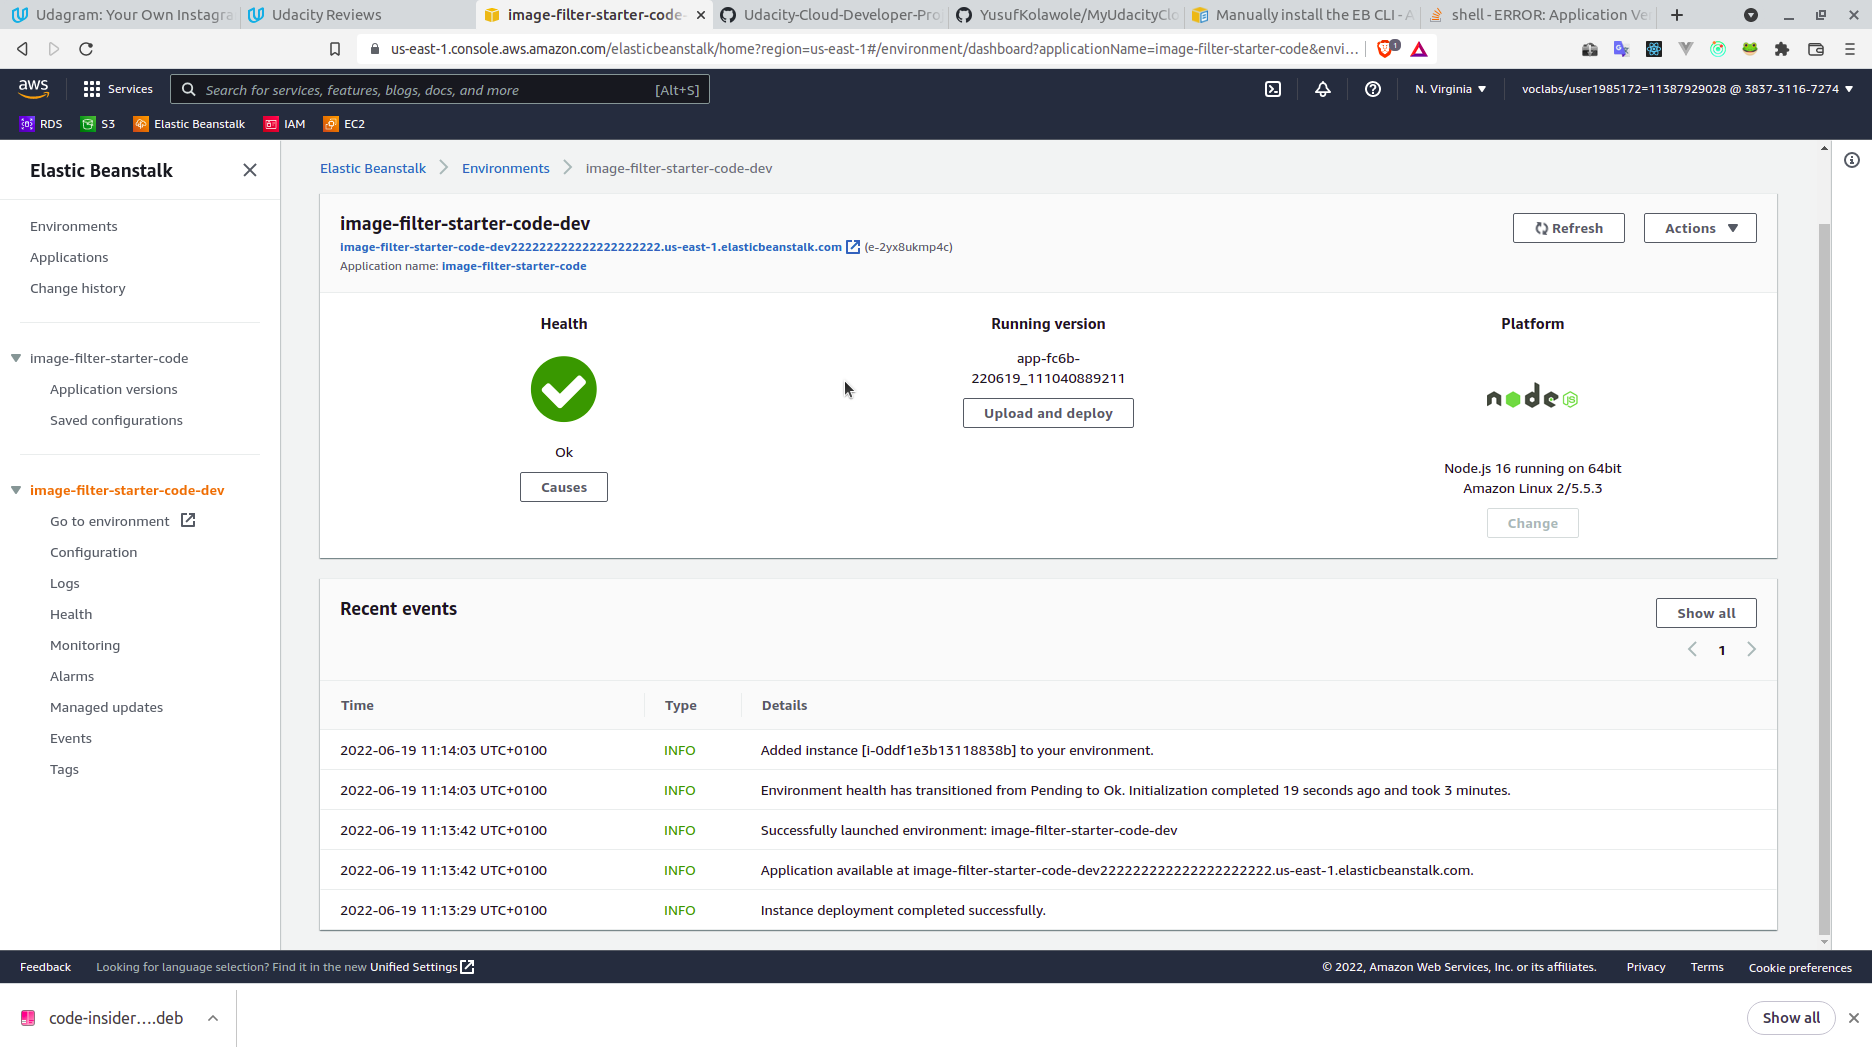 Udagram: Your Own Instagra
Udacity Reviews
image-filter-starter-code-
Udacity-Cloud-Developer-Pro
YusufKolawole/MyUdacityClo
Manually install the EB CLI - A
shell - ERROR: Application Ve
us-east-1.console.aws.amazon.com/elasticbeanstalk/home?region=us-east-1#/environment/dashboard?applicationName=image-filter-starter-code&envi...
1
aws
Services
Search for services, features, blogs, docs, and more
[Alt+S]
N. Virginia
voclabs/user1985172=11387929028 @ 3837-3116-7274
RDS
S3
Elastic Beanstalk
IAM
EC2
Elastic Beanstalk
Environments
Applications
Change history
image-filter-starter-code
Application versions
Saved configurations
image-filter-starter-code-dev
Go to environment
Configuration
Logs
Health
Monitoring
Alarms
Managed updates
Events
Tags
Elastic Beanstalk
Environments
image-filter-starter-code-dev
image-filter-starter-code-dev
image-filter-starter-code-dev222222222222222222222.us-east-1.elasticbeanstalk.com (e-2yx8ukmp4c)
Application name: image-filter-starter-code
Refresh
Actions
Health
Ok
Causes
Running version
app-fc6b-
220619_111040889211
Upload and deploy
Platform
node JS
Node.js 16 running on 64bit
Amazon Linux 2/5.5.3
Change
Recent events
Show all
1
Time Type Details
2022-06-19 11:14:03 UTC+0100 INFO Added instance [i-0ddf1e3b13118838b] to your environment.
2022-06-19 11:14:03 UTC+0100 INFO Environment health has transitioned from Pending to Ok. Initialization completed 19 seconds ago and took 3 minutes.
2022-06-19 11:13:42 UTC+0100 INFO Successfully launched environment: image-filter-starter-code-dev
2022-06-19 11:13:42 UTC+0100 INFO Application available at image-filter-starter-code-dev222222222222222222222.us-east-1.elasticbeanstalk.com.
2022-06-19 11:13:29 UTC+0100 INFO Instance deployment completed successfully.
Feedback
Looking for language selection? Find it in the new Unified Settings
© 2022, Amazon Web Services, Inc. or its affiliates.
Privacy
Terms
Cookie preferences
code-insider....deb
Show all